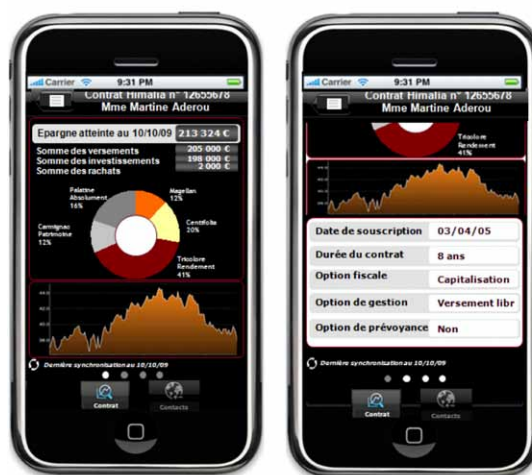 Carrier 9:31 PM
Contrat Himalia n° 12655678
Mme Martine Aderou
Epargne atteinte au 10/10/09 213 324 €
Somme des versements 205 000 €
Somme des investissements 198 000 €
Somme des rachats 2 000 €
Palatine
Absolument
16%
Magellan
12%
Carmignac
Patrimoine
12%
Centifolia
20%
Tricolore
Rendement
41%
Dernière synchronisation au 10/10/09
Contrat
Contacts
Carrier 9:31 PM
Contrat Himalia n° 12655678
Mme Martine Aderou
Tricolore
Rendement
41%
Date de souscription 03/04/05
Durée du contrat 8 ans
Option fiscale Capitalisation
Option de gestion Versement libr
Option de prévoyance Non
Dernière synchronisation au 10/10/09
Contrat
Contacts